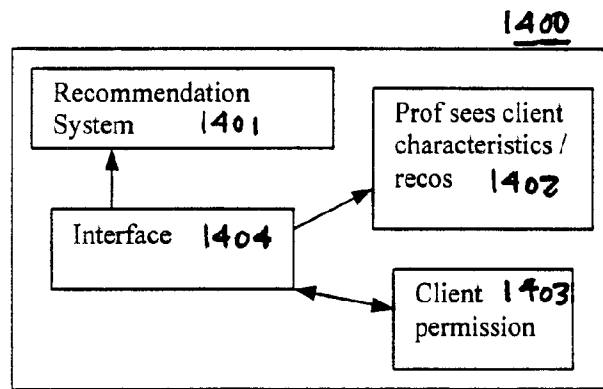 1400
Recommendation
System 1401
Prof sees client
characteristics /
recos 1402
Interface 1404
Client 1403
permission